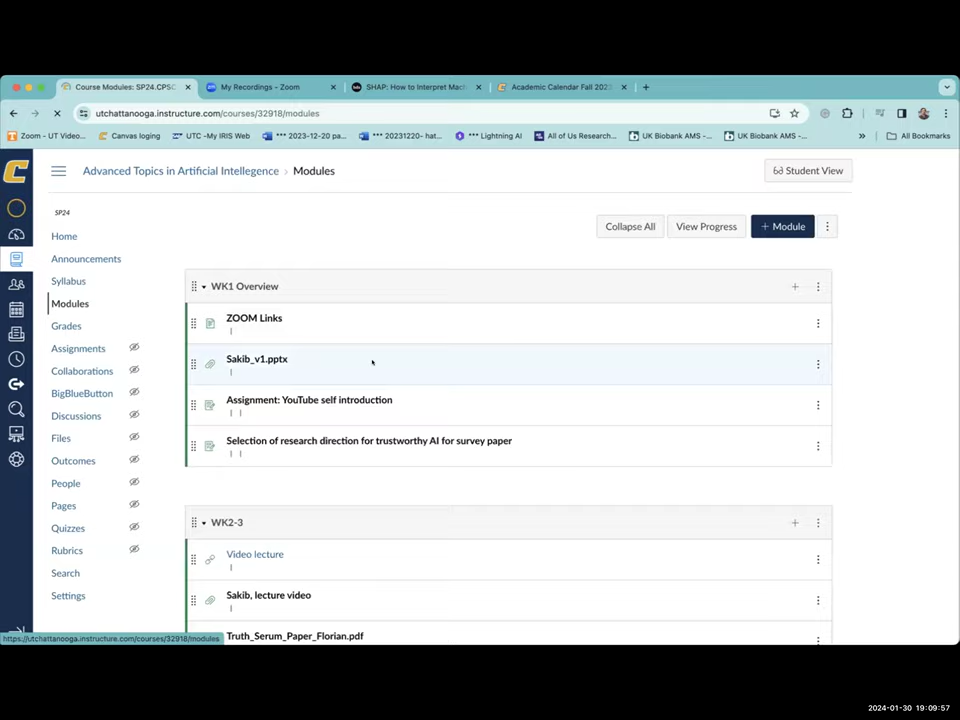 Course Modules: SP24.CPSC
My Recordings - Zoom
SHAP: How to Interpret Mach
Academic Calendar Fall 2023
utchattanooga.instructure.com/courses/32918/modules
Zoom - UT Video...
Canvas loging
UTC -My IRIS Web
*** 2023-12-20 pa...
*** 20231220- hat...
*** Lightning AI
All of Us Research...
UK Biobank AMS -...
UK Biobank AMS -...
All Bookmarks
Advanced Topics in Artificial Intellegence › Modules
Student View
SP24
Home
Announcements
Syllabus
Modules
Grades
Assignments
Collaborations
BigBlueButton
Discussions
Files
Outcomes
People
Pages
Quizzes
Rubrics
Search
Settings
Collapse All
View Progress
+ Module
WK1 Overview
ZOOM Links
Sakib_v1.pptx
Assignment: YouTube self introduction
Selection of research direction for trustworthy AI for survey paper
WK2-3
Video lecture
Sakib, lecture video
Truth_Serum_Paper_Florian.pdf
https://utchattanooga.instructure.com/courses/32918/modules
2024-01-30 19:09:57